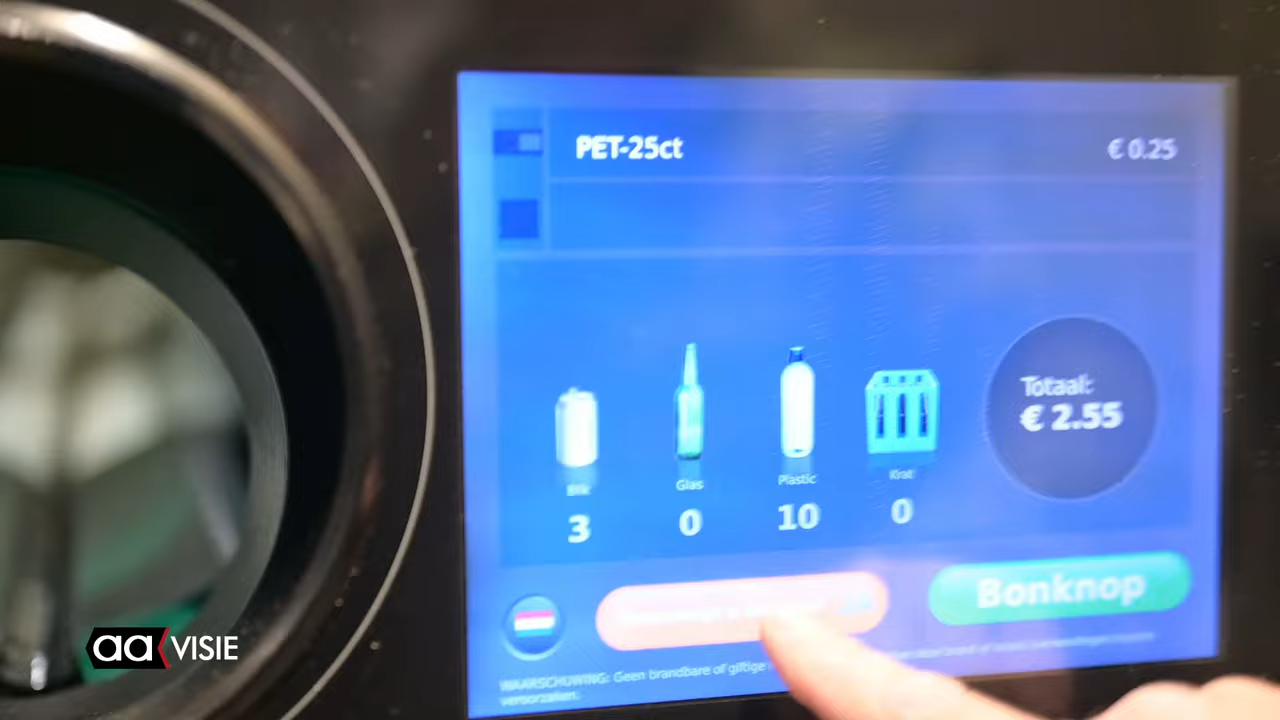 PET-25ct € 0.25
Totaal:
€ 2.55
Blik Glas Plastic Krat
3 0 10 0
Bonknop
WAARSCHUWING: Geen brandbare of giftige
veroorzaken.
aa VISIE